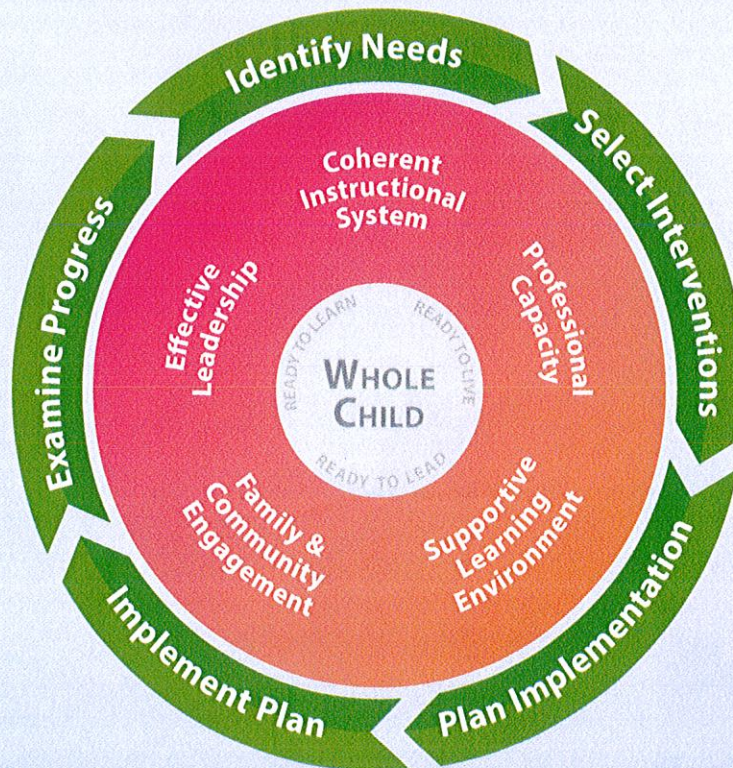 Identify Needs
Select Interventions
Plan Implementation
Implement Plan
Examine Progress
Coherent
Instructional
System
Professional
Capacity
Supportive
Learning
Environment
Family &
Community
Engagement
Effective
Leadership
READY TO LEARN
READY TO LIVE
READY TO LEAD
WHOLE
CHILD